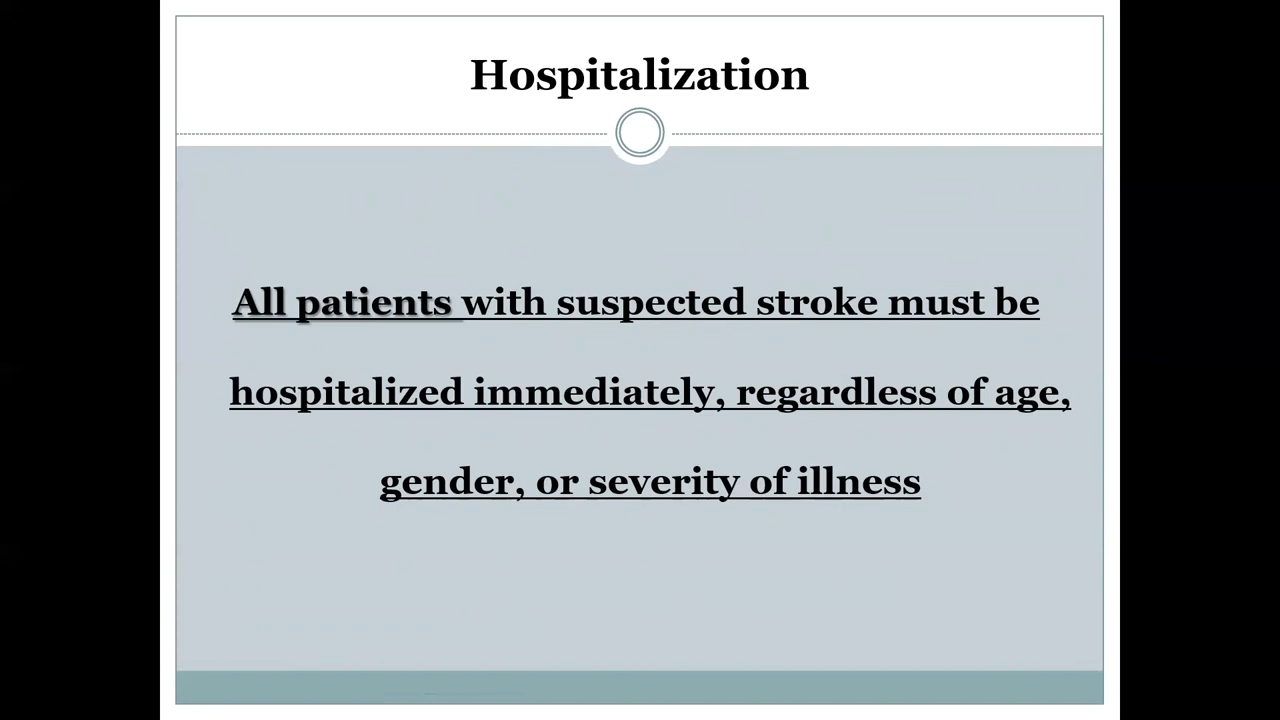 Hospitalization
All patients with suspected stroke must be
hospitalized immediately, regardless of age,
gender, or severity of illness